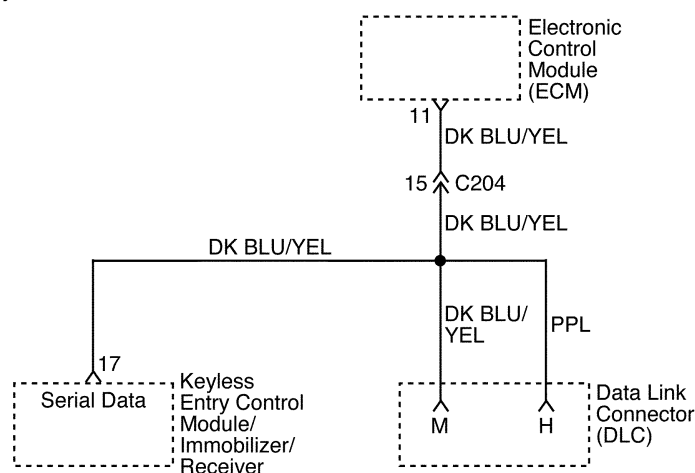 Electronic
Control
Module
(ECM)
11
DK BLU/YEL
15
C204
DK BLU/YEL
DK BLU/YEL
DK BLU/
YEL
PPL
17
Serial Data
Keyless
Entry Control
Module/
Immobilizer/
Receiver
M
H
Data Link
Connector
(DLC)